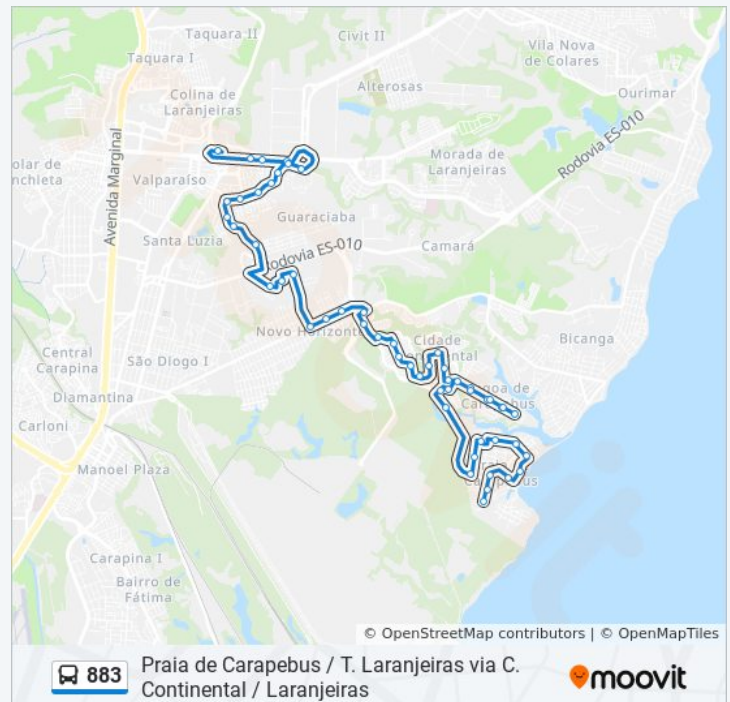 Taquara II
Civit II
Taquara I
Vila Nova
de Colares
Alterosas
Colina de
Laranjeiras
Ourimar
Avenida Marginal
Rodovia ES-010
olar de
nchieta
Valparaíso
Morada de
Laranjeiras
Guaraciaba
Santa Luzia
Rodovia ES-010
Camará
Novo Horizonte
Cidade
Bicanga
Central
Carapina
São Diogo I
Diamantina
Carloni
Manoel Plaza
Carapina I
Bairro de
Fátima
© OpenStreetMap contributors | © OpenMapTiles
883
Praia de Carapebus / T. Laranjeiras via C.
Continental / Laranjeiras
moovit